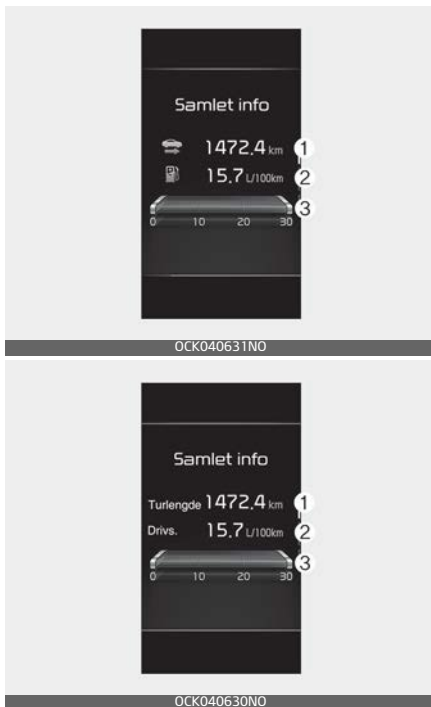 Samlet info
1472.4 km 1
15.7 L/100km 2
3
0 10 20 30
OCK040631NO
Samlet info
Turlengde 1472.4 km 1
Drivs. 15.7 L/100km 2
3
0 10 20 30
OCK040630NO